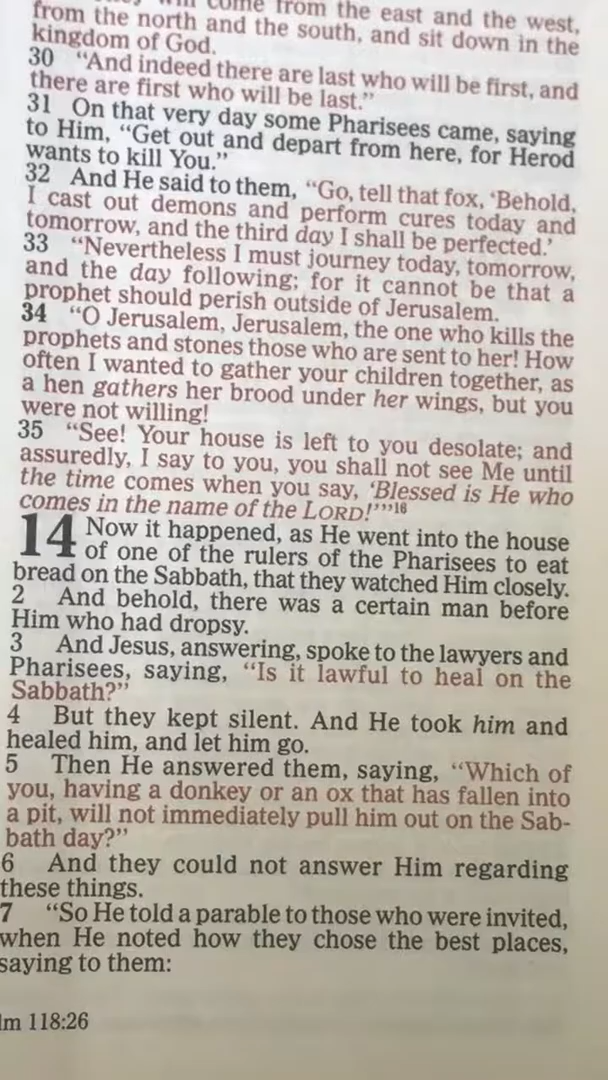 will come from the east and the west,
from the north and the south, and sit down in the
kingdom of God.
30 "And indeed there are last who will be first, and
there are first who will be last."
31 On that very day some Pharisees came, saying
to Him, "Get out and depart from here, for Herod
wants to kill You."
32 And He said to them, "Go, tell that fox, 'Behold,
I cast out demons and perform cures today and
tomorrow, and the third day I shall be perfected.'
33 "Nevertheless I must journey today, tomorrow,
and the day following; for it cannot be that a
prophet should perish outside of Jerusalem.
34 "O Jerusalem, Jerusalem, the one who kills the
prophets and stones those who are sent to her! How
often I wanted to gather your children together, as
a hen gathers her brood under her wings, but you
were not willing!
35 "See! Your house is left to you desolate; and
assuredly, I say to you, you shall not see Me until
the time comes when you say, 'Blessed is He who
comes in the name of the LORD!'""16
14 Now it happened, as He went into the house
of one of the rulers of the Pharisees to eat
bread on the Sabbath, that they watched Him closely.
2 And behold, there was a certain man before
Him who had dropsy.
3 And Jesus, answering, spoke to the lawyers and
Pharisees, saying, "Is it lawful to heal on the
Sabbath?"
4 But they kept silent. And He took him and
healed him, and let him go.
5 Then He answered them, saying, "Which of
you, having a donkey or an ox that has fallen into
a pit, will not immediately pull him out on the Sab-
bath day?"
6 And they could not answer Him regarding
these things.
7 "So He told a parable to those who were invited,
when He noted how they chose the best places,
saying to them:
lm 118:26